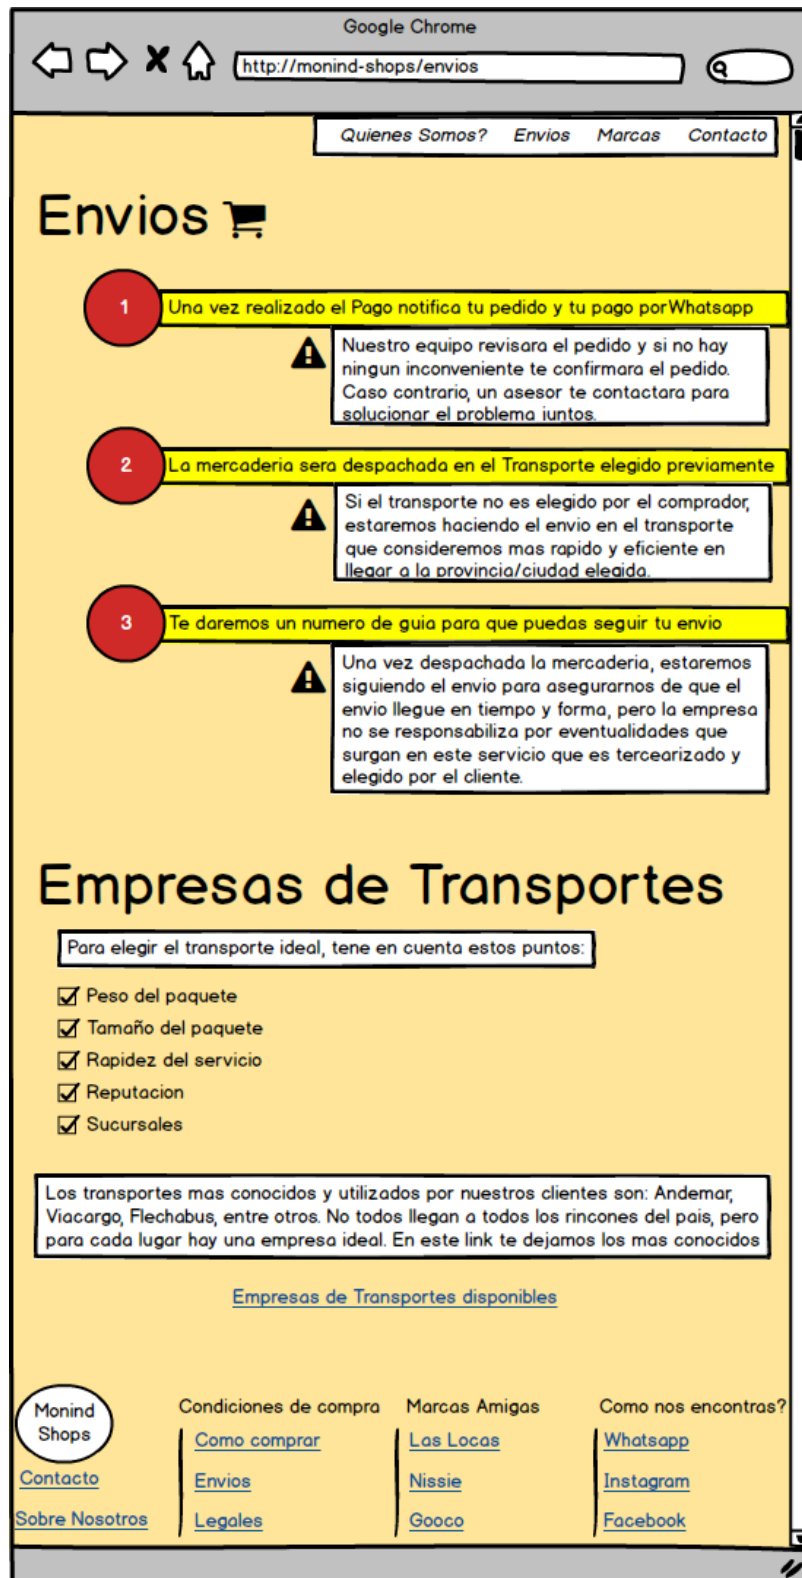 Google Chrome
http://monind-shops/envios
Quienes Somos? Envios Marcas Contacto
Envios
1
Una vez realizado el Pago notifica tu pedido y tu pago por Whatsapp
Nuestro equipo revisara el pedido y si no hay
ningun inconveniente te confirmara el pedido.
Caso contrario, un asesor te contactara para
solucionar el problema juntos.
2
La mercaderia sera despachada en el Transporte elegido previamente
Si el transporte no es elegido por el comprador,
estaremos haciendo el envio en el transporte
que consideremos mas rapido y eficiente en
llegar a la provincia/ciudad elegida.
3
Te daremos un numero de guia para que puedas seguir tu envio
Una vez despachada la mercaderia, estaremos
siguiendo el envio para asegurarnos de que el
envio llegue en tiempo y forma, pero la empresa
no se responsabiliza por eventualidades que
surgan en este servicio que es tercearizado y
elegido por el cliente.
Empresas de Transportes
Para elegir el transporte ideal, tene en cuenta estos puntos:
Peso del paquete
Tamaño del paquete
Rapidez del servicio
Reputacion
Sucursales
Los transportes mas conocidos y utilizados por nuestros clientes son: Andemar,
Viacargo, Flechabus, entre otros. No todos llegan a todos los rincones del pais, pero
para cada lugar hay una empresa ideal. En este link te dejamos los mas conocidos
Empresas de Transportes disponibles
Monind
Shops
Contacto
Sobre Nosotros
Condiciones de compra
Como comprar
Envios
Legales
Marcas Amigas
Las Locas
Nissie
Gooco
Como nos encontras?
Whatsapp
Instagram
Facebook